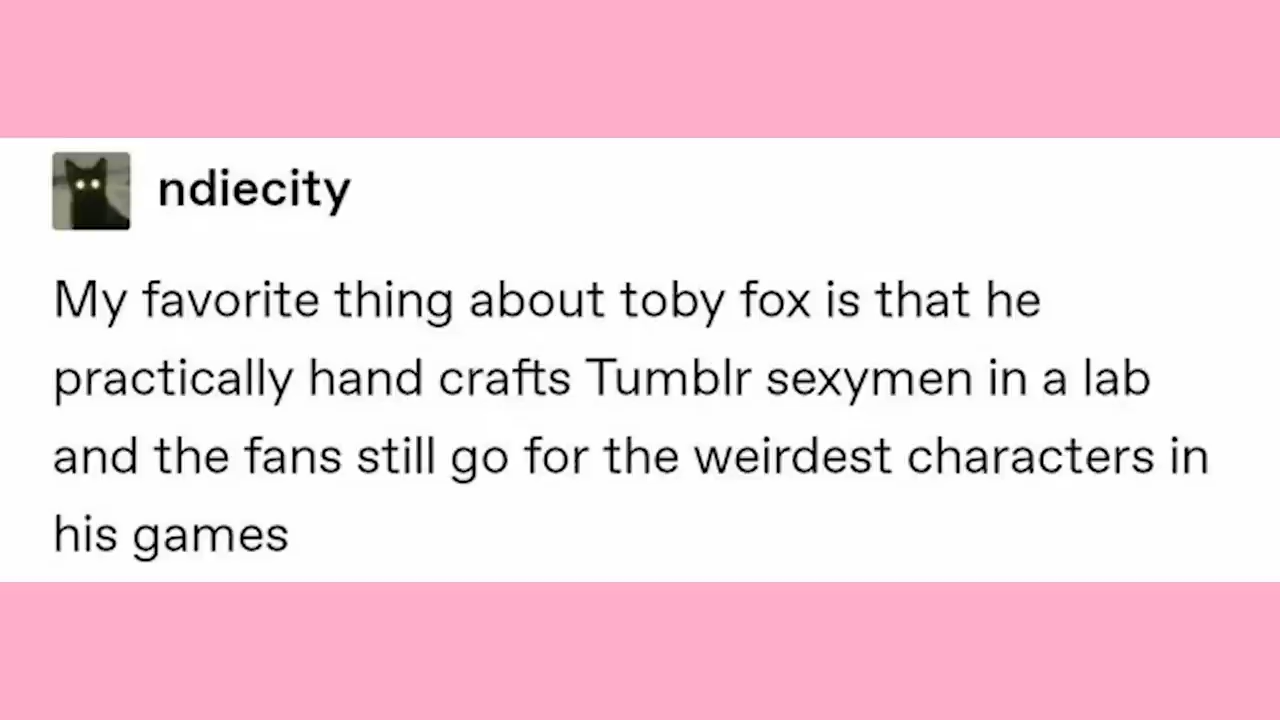 ndiecity
My favorite thing about toby fox is that he
practically hand crafts Tumblr sexymen in a lab
and the fans still go for the weirdest characters in
his games